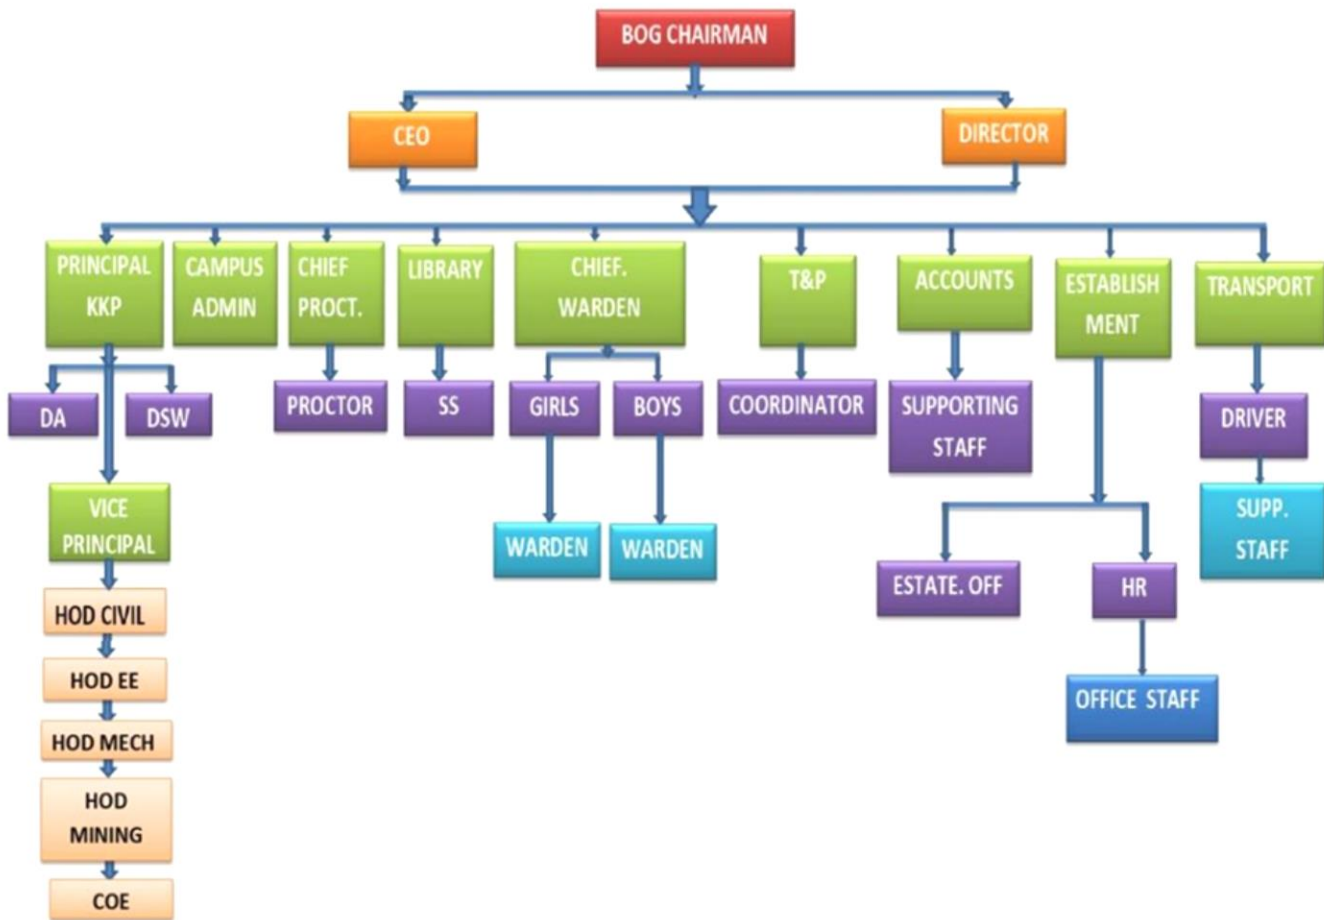 BOG CHAIRMAN
CEO
DIRECTOR
PRINCIPAL
KKP
CAMPUS
ADMIN
CHIEF
PROCT.
LIBRARY
CHIEF.
WARDEN
T&P
ACCOUNTS
ESTABLISH
MENT
TRANSPORT
DA
DSW
PROCTOR
SS
GIRLS
BOYS
COORDINATOR
SUPPORTING
STAFF
DRIVER
VICE
PRINCIPAL
WARDEN
WARDEN
SUPP.
STAFF
ESTATE. OFF
HR
HOD CIVIL
HOD EE
OFFICE STAFF
HOD MECH
HOD
MINING
COE